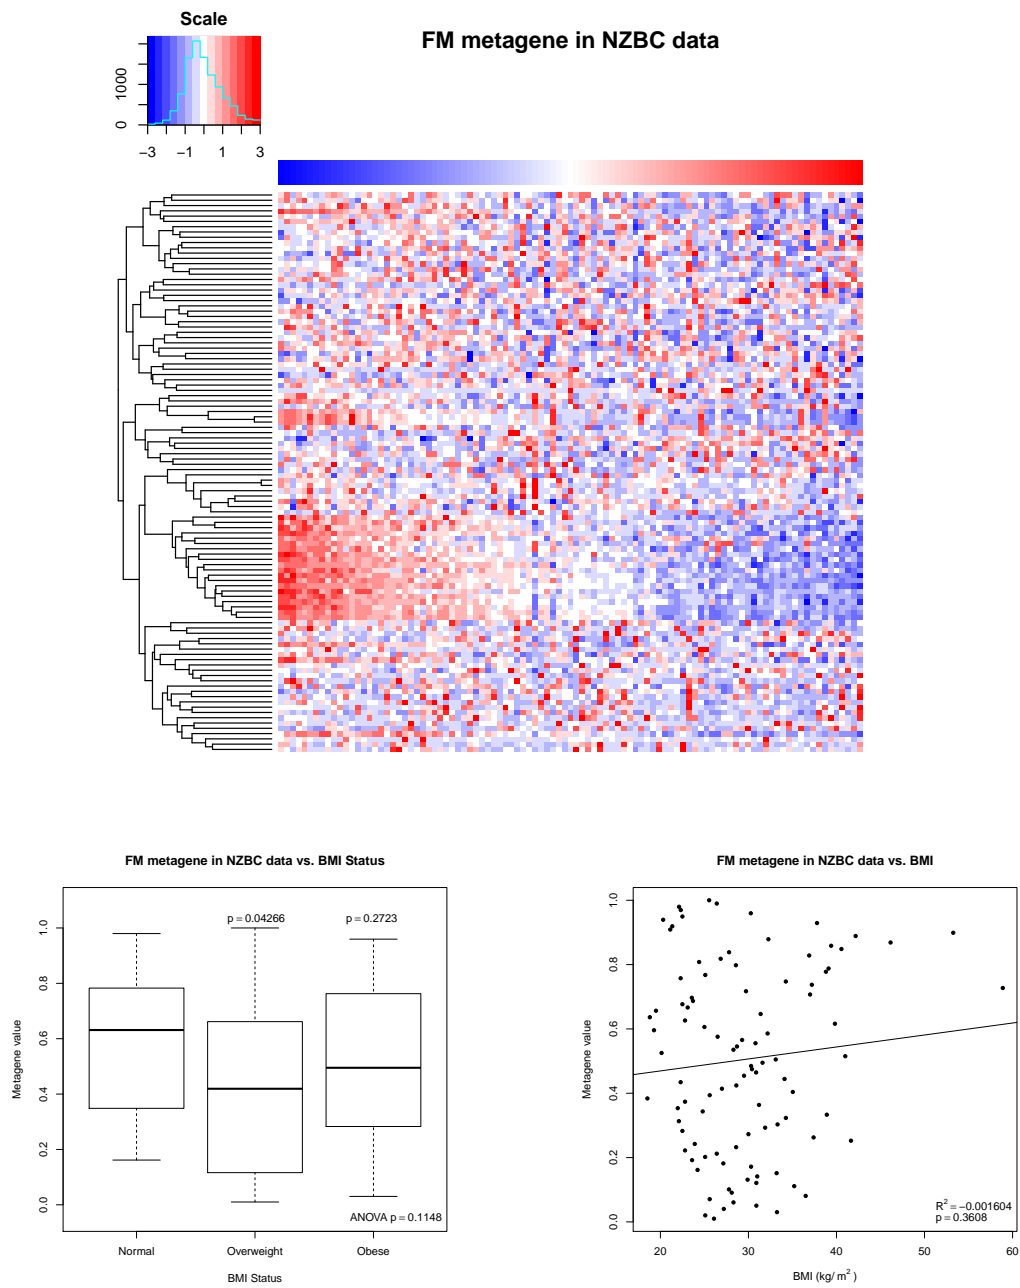 Scale
FM metagene in NZBC data
0 1000
−3 −1 1 3
FM metagene in NZBC data vs. BMI Status
p = 0.04266 p = 0.2723
Metagene value
0.0 0.2 0.4 0.6 0.8 1.0
ANOVA p = 0.1148
Normal Overweight Obese
BMI Status
FM metagene in NZBC data vs. BMI
Metagene value
0.0 0.2 0.4 0.6 0.8 1.0
R² = −0.001604
p = 0.3608
20 30 40 50 60
BMI (kg/ m²)